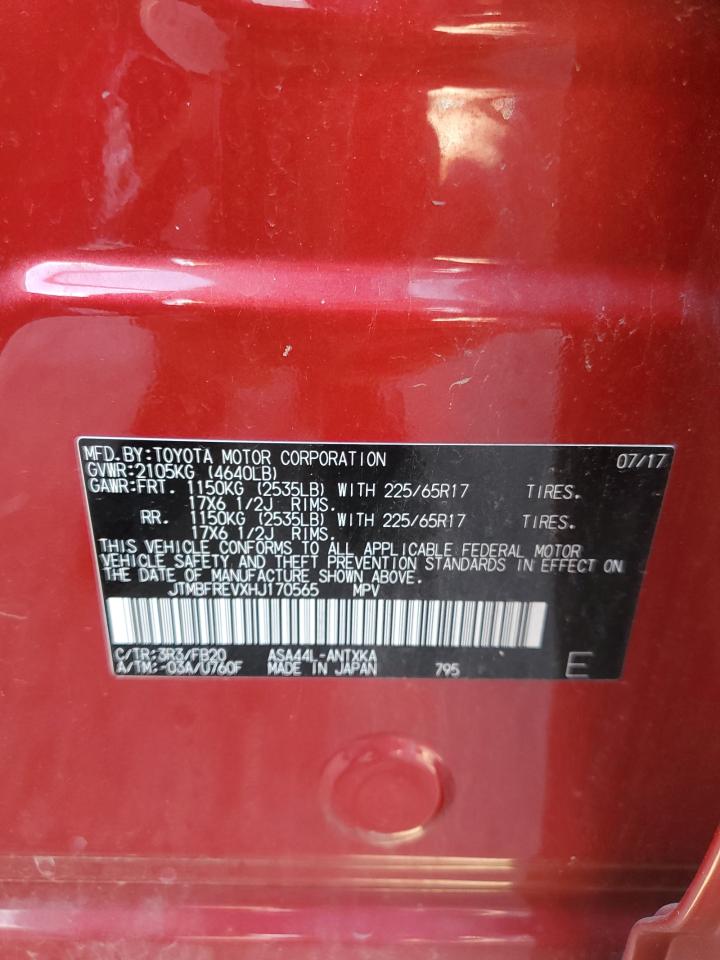 MFD.BY:TOYOTA MOTOR CORPORATION 07/17
GVWR:2105KG (4640LB)
GAWR:FRT. 1150KG (2535LB) WITH 225/65R17 TIRES.
17X6 1/2J RIMS.
RR. 1150KG (2535LB) WITH 225/65R17 TIRES.
17X6 1/2J RIMS.
THIS VEHICLE CONFORMS TO ALL APPLICABLE FEDERAL MOTOR
VEHICLE SAFETY AND THEFT PREVENTION STANDARDS IN EFFECT ON
THE DATE OF MANUFACTURE SHOWN ABOVE.
JTMBFREVXHJ170565 MPV
C/TR:3R3/FB20 ASA44L-ANTXKA
A/TM:-03A/U760F MADE IN JAPAN 795 E